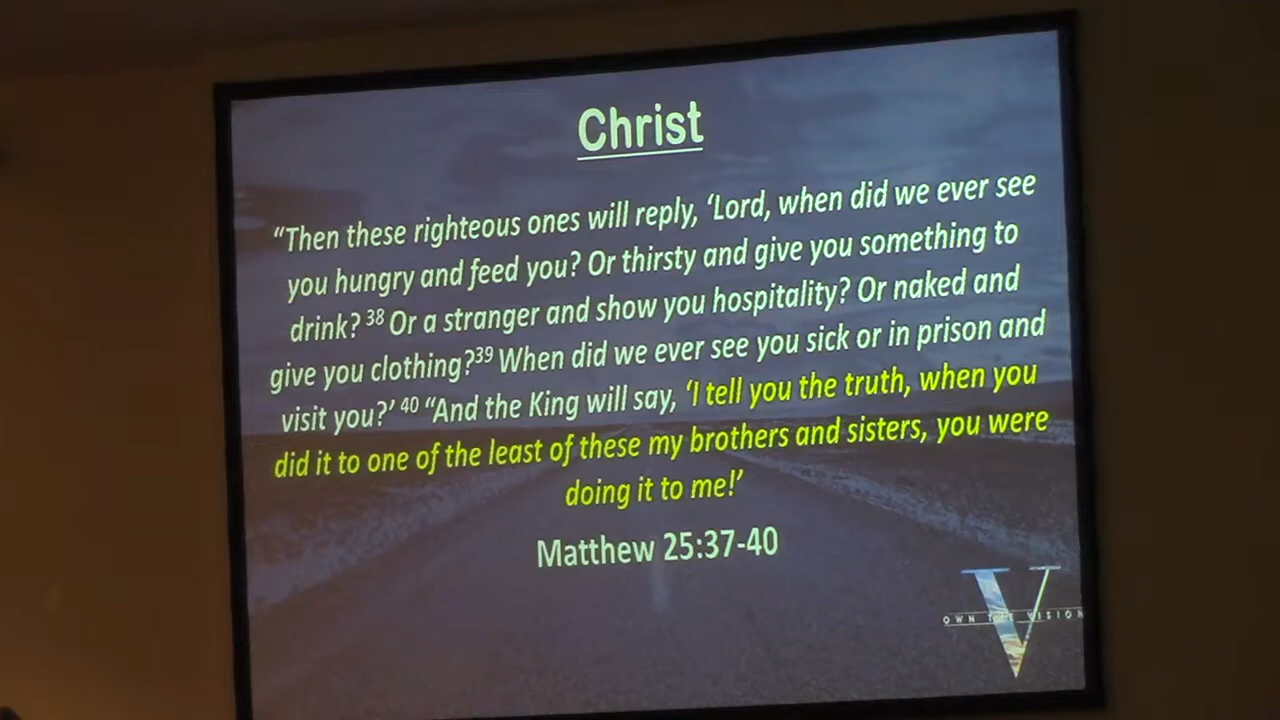 Christ
“Then these righteous ones will reply, ‘Lord, when did we ever see
you hungry and feed you? Or thirsty and give you something to
drink? 38 Or a stranger and show you hospitality? Or naked and
give you clothing?39 When did we ever see you sick or in prison and
visit you?’ 40 “And the King will say, ‘I tell you the truth, when you
did it to one of the least of these my brothers and sisters, you were
doing it to me!’
Matthew 25:37-40
V
OWN THE VISION